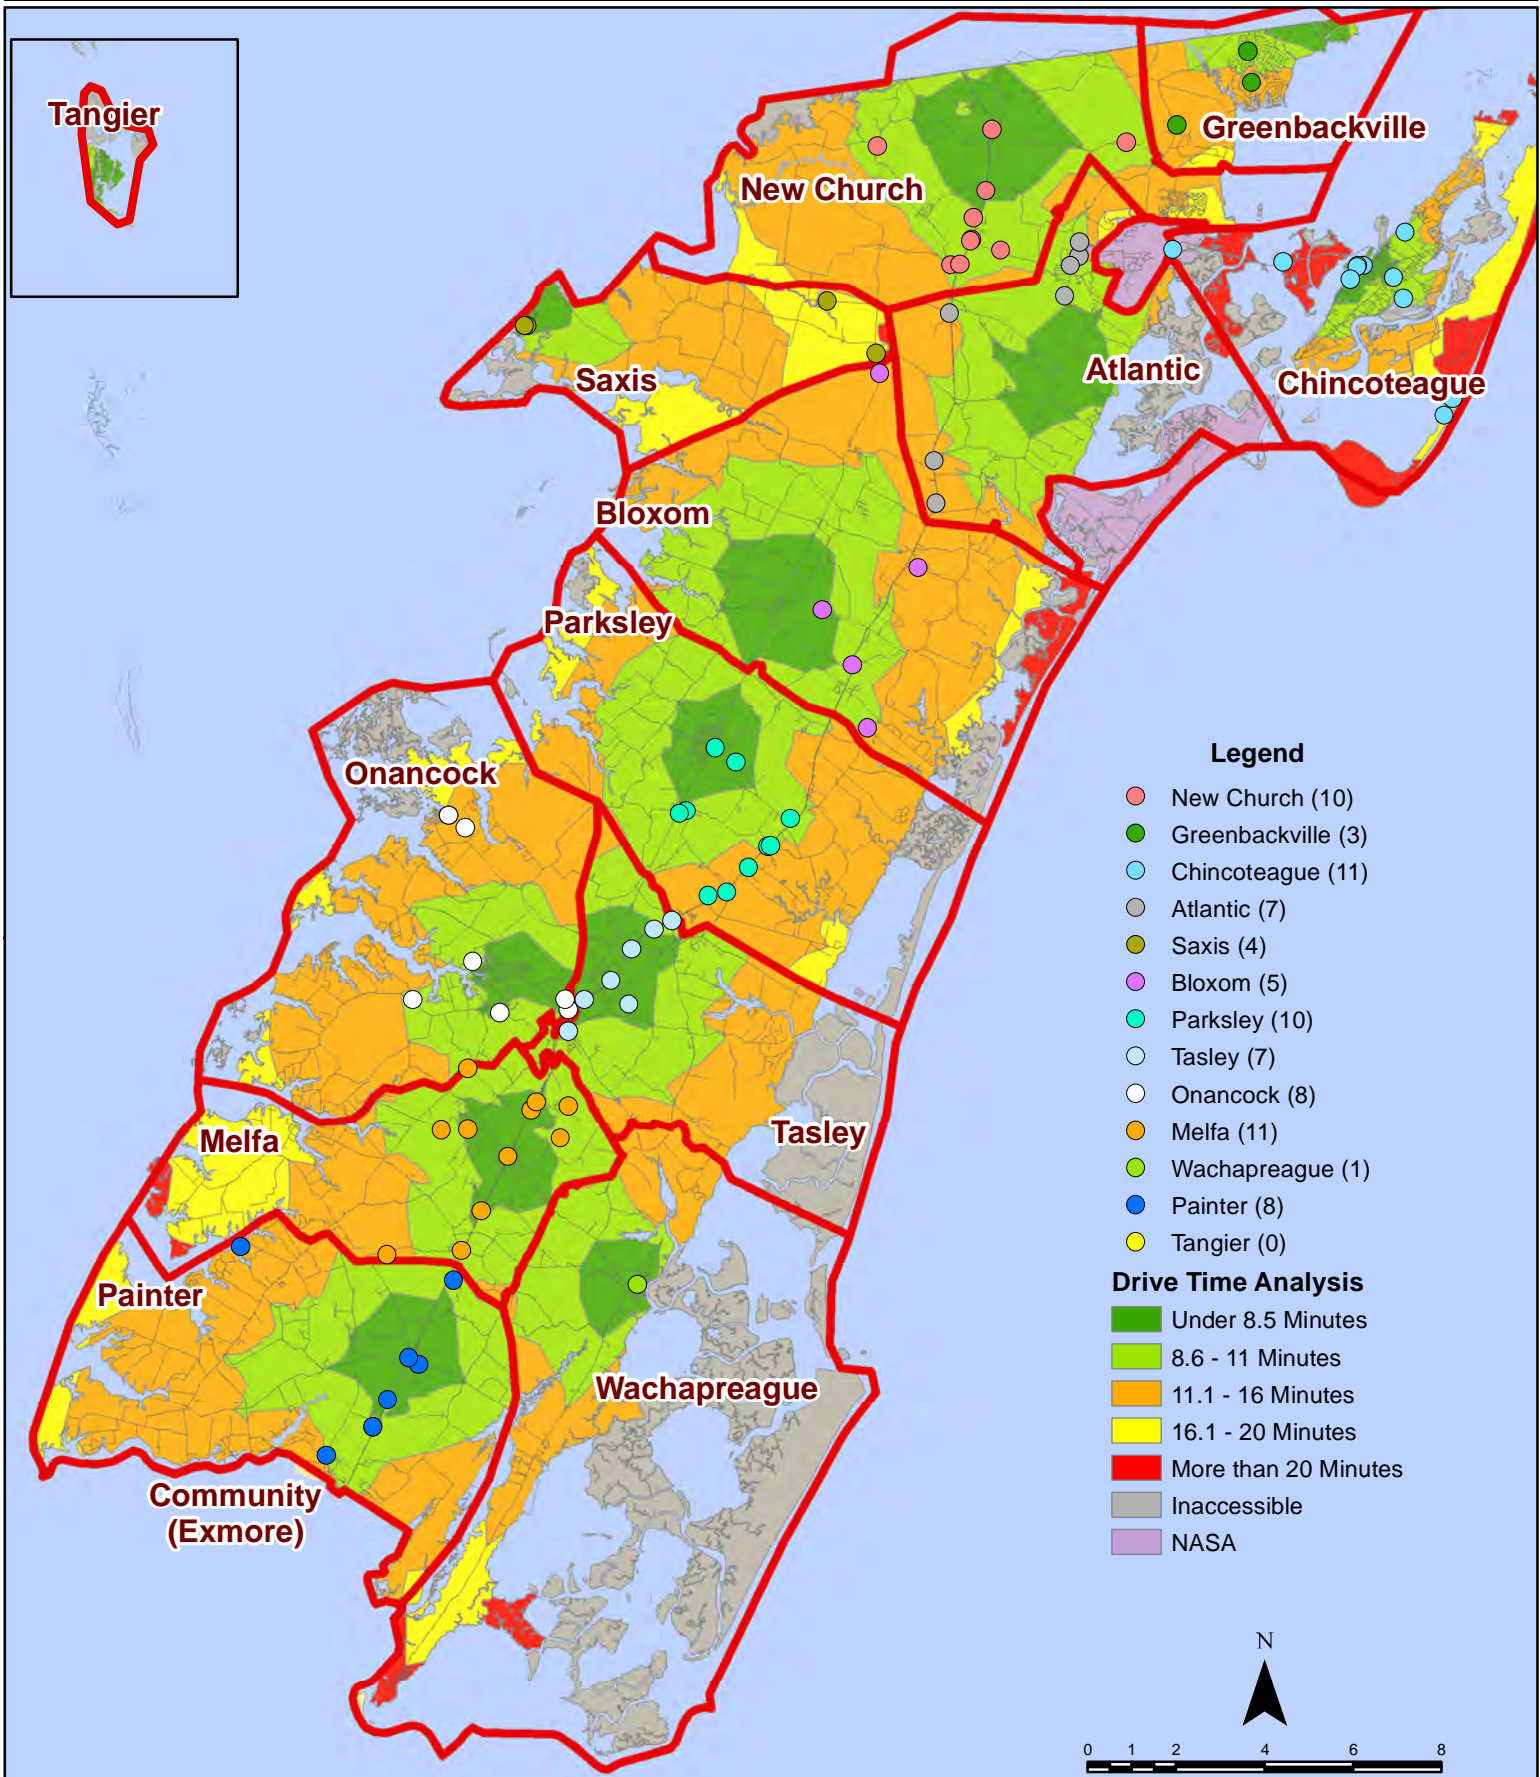 Tangier
Greenbackville
New Church
Saxis
Atlantic
Chincoteague
Bloxom
Parksley
Onancock
Tasley
Melfa
Painter
Wachapreague
Community
(Exmore)
Legend
New Church (10)
Greenbackville (3)
Chincoteague (11)
Atlantic (7)
Saxis (4)
Bloxom (5)
Parksley (10)
Tasley (7)
Onancock (8)
Melfa (11)
Wachapreague (1)
Painter (8)
Tangier (0)
Drive Time Analysis
Under 8.5 Minutes
8.6 - 11 Minutes
11.1 - 16 Minutes
16.1 - 20 Minutes
More than 20 Minutes
Inaccessible
NASA
N
0 1 2 4 6 8